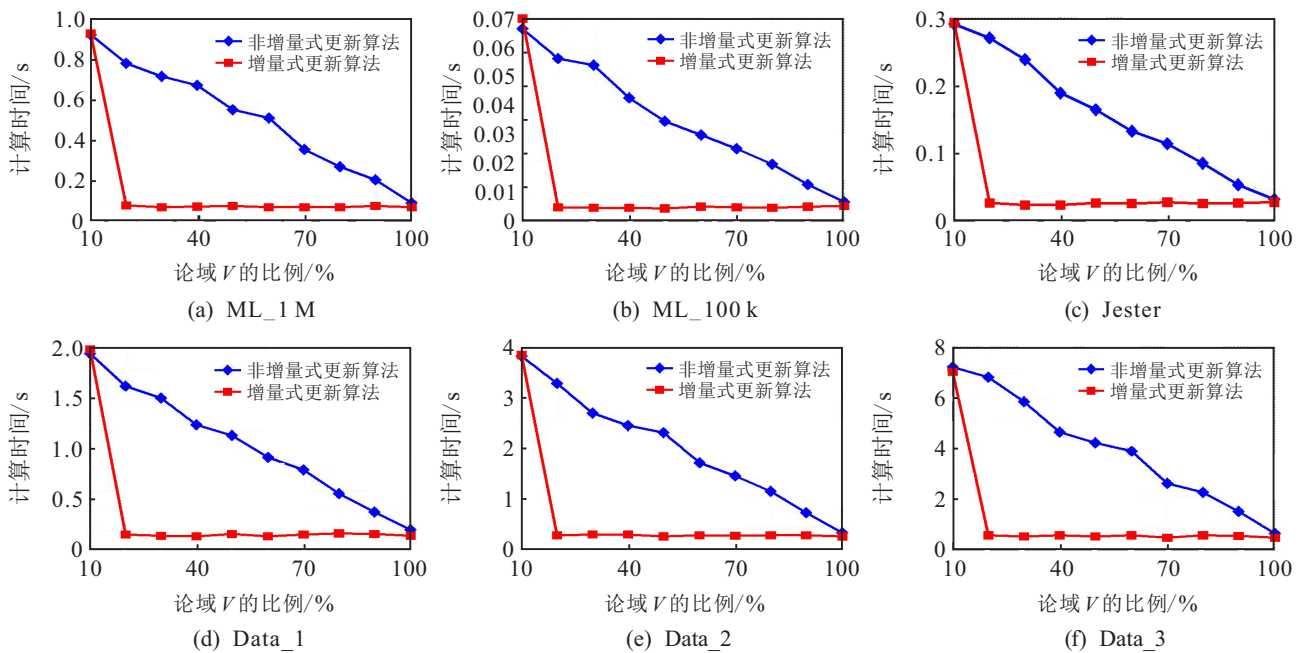 1.0
0.8
0.6
0.4
0.2
0
计算时间/s
非增量式更新算法
增量式更新算法
10 40 70 100
论域V的比例/%
(a) ML_1 M
0.07
0.06
0.05
0.03
0.02
0.01
0
计算时间/s
非增量式更新算法
增量式更新算法
10 40 70 100
论域V的比例/%
(b) ML_100 k
0.3
0.2
0.1
0
计算时间/s
非增量式更新算法
增量式更新算法
10 40 70 100
论域V的比例/%
(c) Jester
2.0
1.5
1.0
0.5
0
计算时间/s
非增量式更新算法
增量式更新算法
10 40 70 100
论域V的比例/%
(d) Data_1
4
3
2
1
0
计算时间/s
非增量式更新算法
增量式更新算法
10 40 70 100
论域V的比例/%
(e) Data_2
8
6
4
2
0
计算时间/s
非增量式更新算法
增量式更新算法
10 40 70 100
论域V的比例/%
(f) Data_3